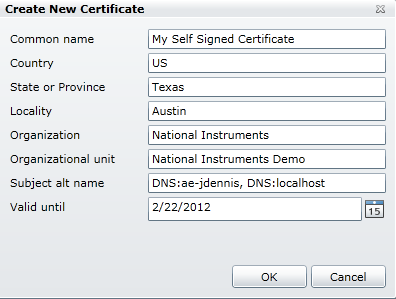 Create New Certificate
Common name My Self Signed Certificate
Country US
State or Province Texas
Locality Austin
Organization National Instruments
Organizational unit National Instruments Demo
Subject alt name DNS:ae-jdennis, DNS:localhost
Valid until 2/22/2012 15
OK Cancel